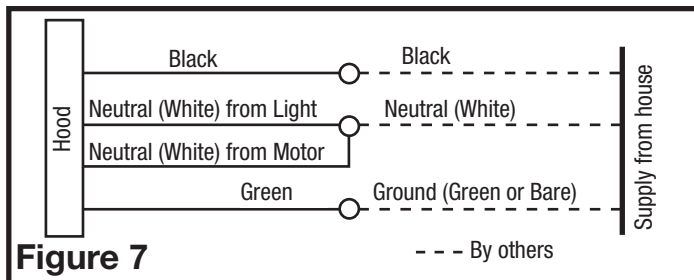 Hood
Black
Black
Neutral (White) from Light
Neutral (White)
Neutral (White) from Motor
Green
Ground (Green or Bare)
Supply from house
Figure 7
- - - - By others